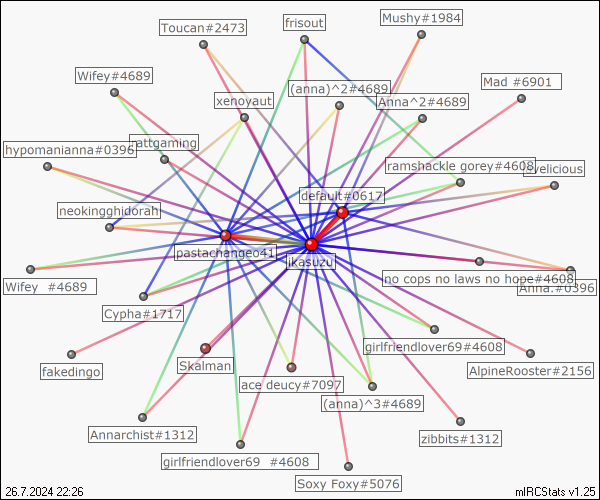 frisout
Mushy#1984
Toucan#2473
Wifey#4689
Mad #6901
(anna)^2#4689
xenoyaut
Anna^2#4689
attgaming
hypomanianna#0396
ramshackle gorey#4608
elicious
default#0617
neokingghidorah
pastachangeo41
ikasuzu
Wifey  #4689
no cops no laws no hope#4608
Anna.#0396
Cypha#1717
girlfriendlover69#4608
fakedingo
Skalman
AlpineRooster#2156
ace deucy#7097
(anna)^3#4689
Annarchist#1312
zibbits#1312
girlfriendlover69  #4608
Soxy Foxy#5076
26.7.2024 22:26
mIRCStats v1.25